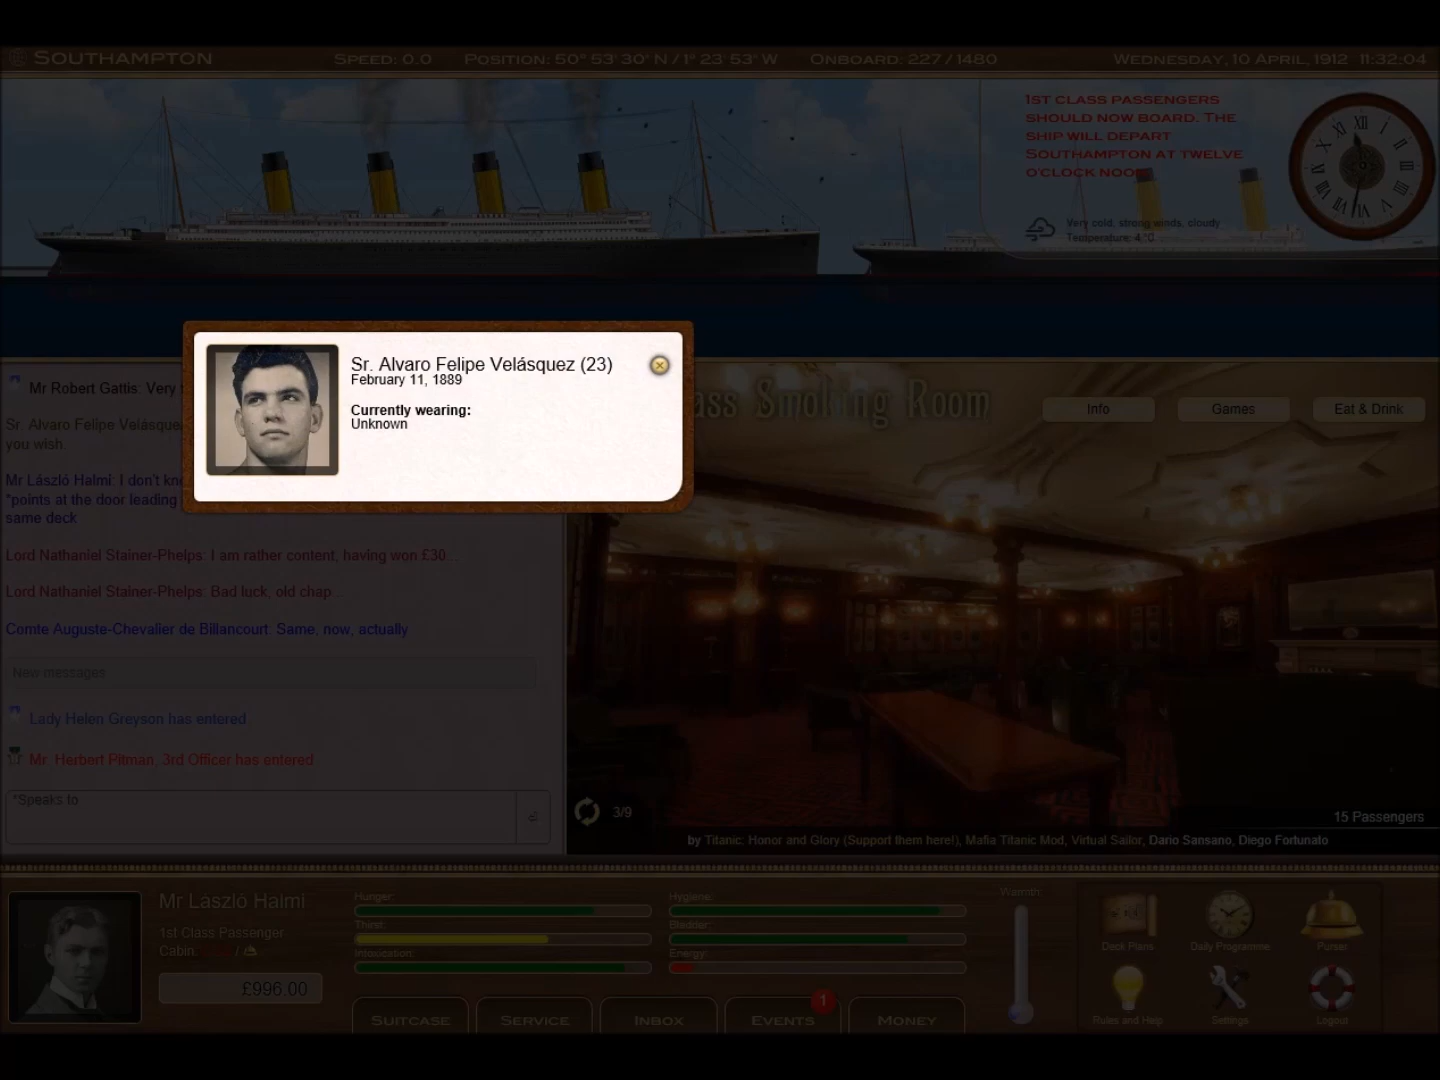 SOUTHAMPTON
SPEED: 0.0
POSITION: 50° 53' 30" N / 1° 23' 53" W
ONBOARD: 227 / 1480
WEDNESDAY, 10 APRIL, 1912 11:32:04
1ST CLASS PASSENGERS
SHOULD NOW BOARD. THE
SHIP WILL DEPART
SOUTHAMPTON AT TWELVE
O'CLOCK NOON
Very cold, strong winds, cloudy
Temperature: 4 °C
Sr. Alvaro Felipe Velásquez (23)
February 11, 1889
Currently wearing:
Unknown
Mr Robert Gattis: Very
Sr. Alvaro Felipe Velásquez
you wish.
Mr László Halmi: I don't
*points at the door leading
same deck
Lord Nathaniel Stainer-Phelps: I am rather content, having won £30...
Lord Nathaniel Stainer-Phelps: Bad luck, old chap...
Comte Auguste-Chevalier de Billancourt: Same, now, actually
New messages
Lady Helen Greyson has entered
Mr. Herbert Pitman, 3rd Officer has entered
*Speaks to
Smoking Room
Info
Games
Eat & Drink
3/9
15 Passengers
by Titanic: Honor and Glory (Support them here!), Mafia Titanic Mod, Virtual Sailor, Dario Sansano, Diego Fortunato
Mr László Halmi
1st Class Passenger
Cabin: /
£996.00
Hunger:
Thirst:
Intoxication:
Hygiene:
Bladder:
Energy:
Warmth:
SUITCASE
SERVICE
INBOX
EVENTS
1
MONEY
Deck Plans
Daily Programme
Purser
Rules and Help
Settings
Logout